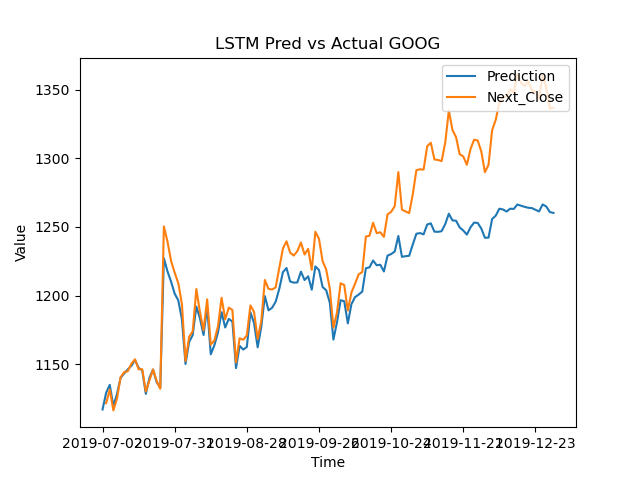 LSTM Pred vs Actual GOOG
Prediction
Next_Close
1350
1300
1250
1200
1150
Value
2019-07-02
2019-07-31
2019-08-28
2019-09-26
2019-10-24
2019-11-21
2019-12-23
Time